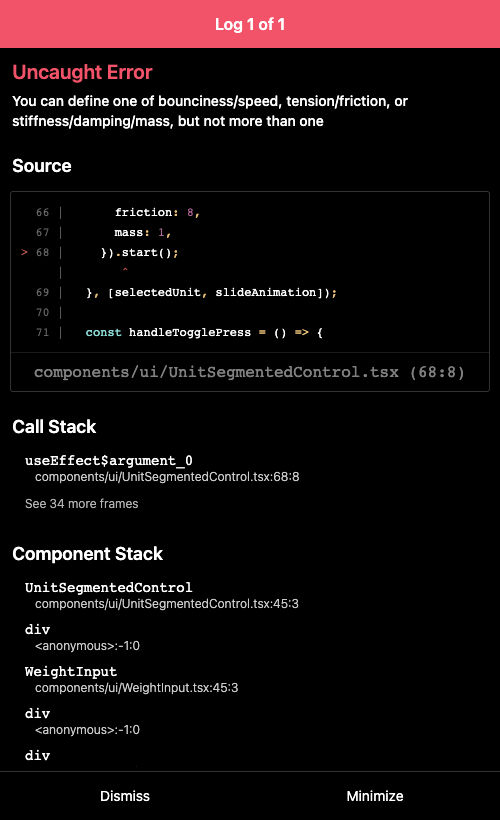 Log 1 of 1
Uncaught Error
You can define one of bounciness/speed, tension/friction, or
stiffness/damping/mass, but not more than one
Source
66 |       friction: 8,
67 |       mass: 1,
> 68 |     }).start();
|        ^
69 |   }, [selectedUnit, slideAnimation]);
70 |
71 |   const handleTogglePress = () => {
components/ui/UnitSegmentedControl.tsx (68:8)
Call Stack
useEffect$argument_0
components/ui/UnitSegmentedControl.tsx:68:8
See 34 more frames
Component Stack
UnitSegmentedControl
components/ui/UnitSegmentedControl.tsx:45:3
div
<anonymous>:-1:0
WeightInput
components/ui/WeightInput.tsx:45:3
div
<anonymous>:-1:0
div
Dismiss Minimize